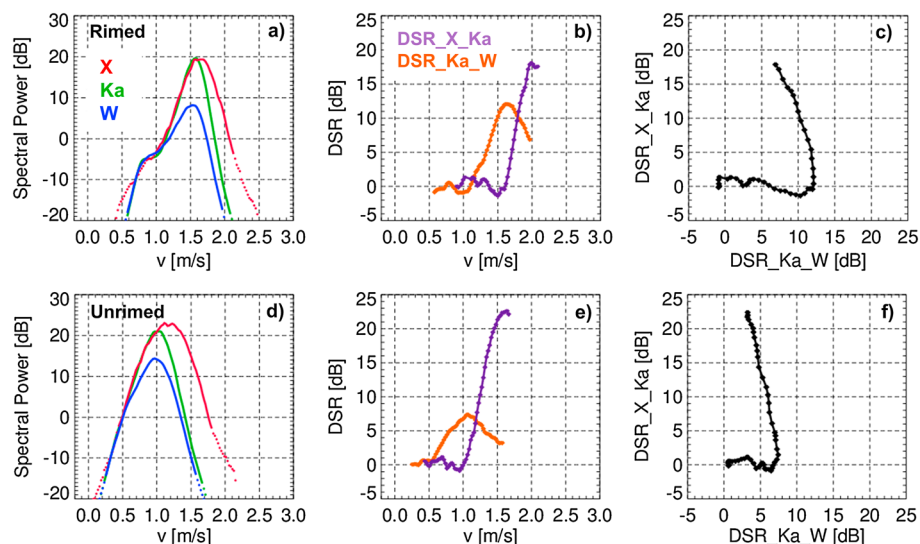 Rimed
a)
X
Ka
W
Spectral Power [dB]
30
20
10
0
-10
-20
0.0 0.5 1.0 1.5 2.0 2.5 3.0
v [m/s]
b)
DSR_X_Ka
DSR_Ka_W
DSR [dB]
25
20
15
10
5
0
-5
0.0 0.5 1.0 1.5 2.0 2.5 3.0
v [m/s]
c)
DSR_X_Ka [dB]
25
20
15
10
5
0
-5
-5 0 5 10 15 20 25
DSR_Ka_W [dB]
Unrimed
d)
Spectral Power [dB]
30
20
10
0
-10
-20
0.0 0.5 1.0 1.5 2.0 2.5 3.0
v [m/s]
e)
DSR [dB]
25
20
15
10
5
0
-5
0.0 0.5 1.0 1.5 2.0 2.5 3.0
v [m/s]
f)
DSR_X_Ka [dB]
25
20
15
10
5
0
-5
-5 0 5 10 15 20 25
DSR_Ka_W [dB]